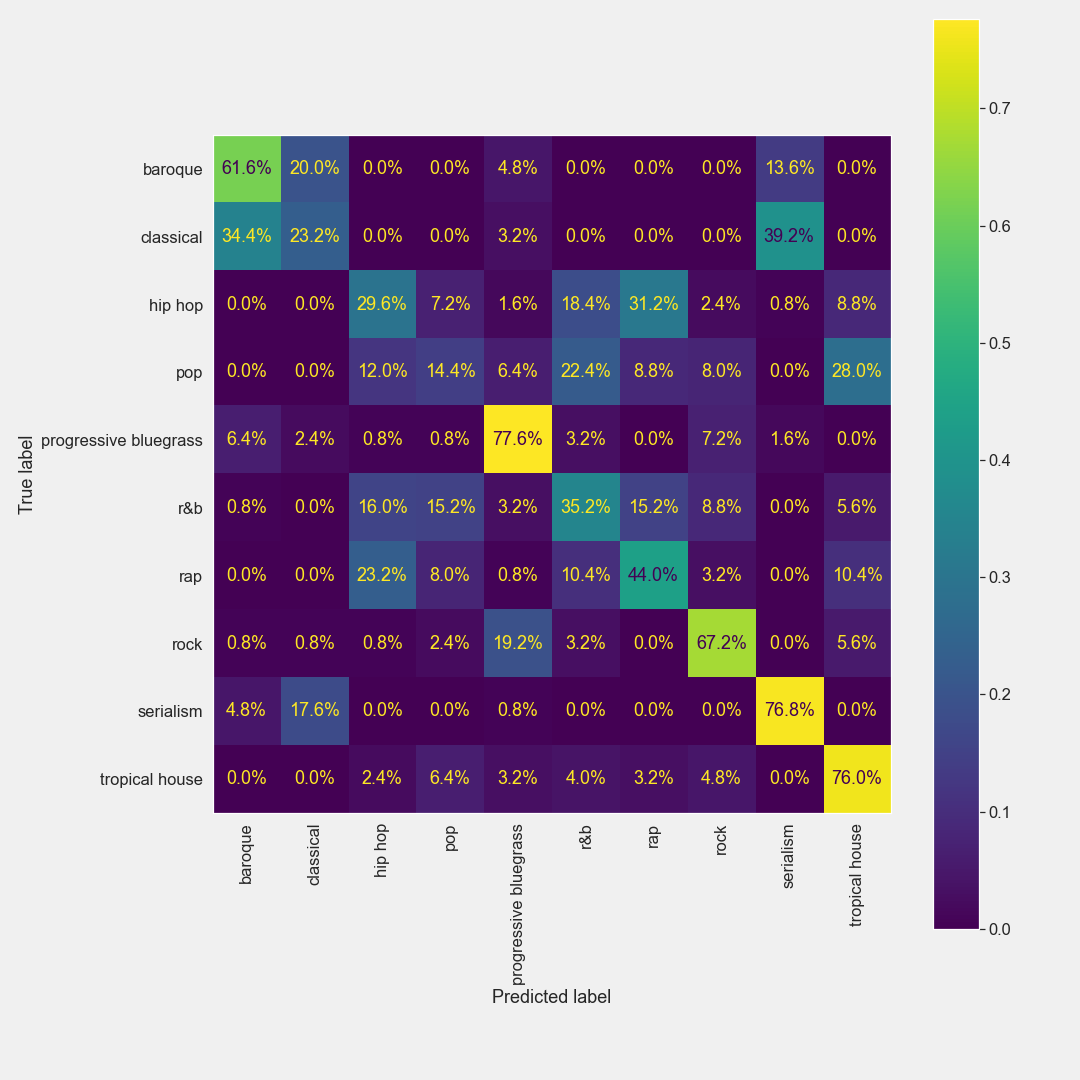 baroque 61.6% 20.0% 0.0% 0.0% 4.8% 0.0% 0.0% 0.0% 13.6% 0.0%
classical 34.4% 23.2% 0.0% 0.0% 3.2% 0.0% 0.0% 0.0% 39.2% 0.0%
hip hop 0.0% 0.0% 29.6% 7.2% 1.6% 18.4% 31.2% 2.4% 0.8% 8.8%
pop 0.0% 0.0% 12.0% 14.4% 6.4% 22.4% 8.8% 8.0% 0.0% 28.0%
progressive bluegrass 6.4% 2.4% 0.8% 0.8% 77.6% 3.2% 0.0% 7.2% 1.6% 0.0%
r&b 0.8% 0.0% 16.0% 15.2% 3.2% 35.2% 15.2% 8.8% 0.0% 5.6%
rap 0.0% 0.0% 23.2% 8.0% 0.8% 10.4% 44.0% 3.2% 0.0% 10.4%
rock 0.8% 0.8% 0.8% 2.4% 19.2% 3.2% 0.0% 67.2% 0.0% 5.6%
serialism 4.8% 17.6% 0.0% 0.0% 0.8% 0.0% 0.0% 0.0% 76.8% 0.0%
tropical house 0.0% 0.0% 2.4% 6.4% 3.2% 4.0% 3.2% 4.8% 0.0% 76.0%
True label
baroque
classical
hip hop
pop
progressive bluegrass
r&b
rap
rock
serialism
tropical house
Predicted label
0.7
0.6
0.5
0.4
0.3
0.2
0.1
0.0